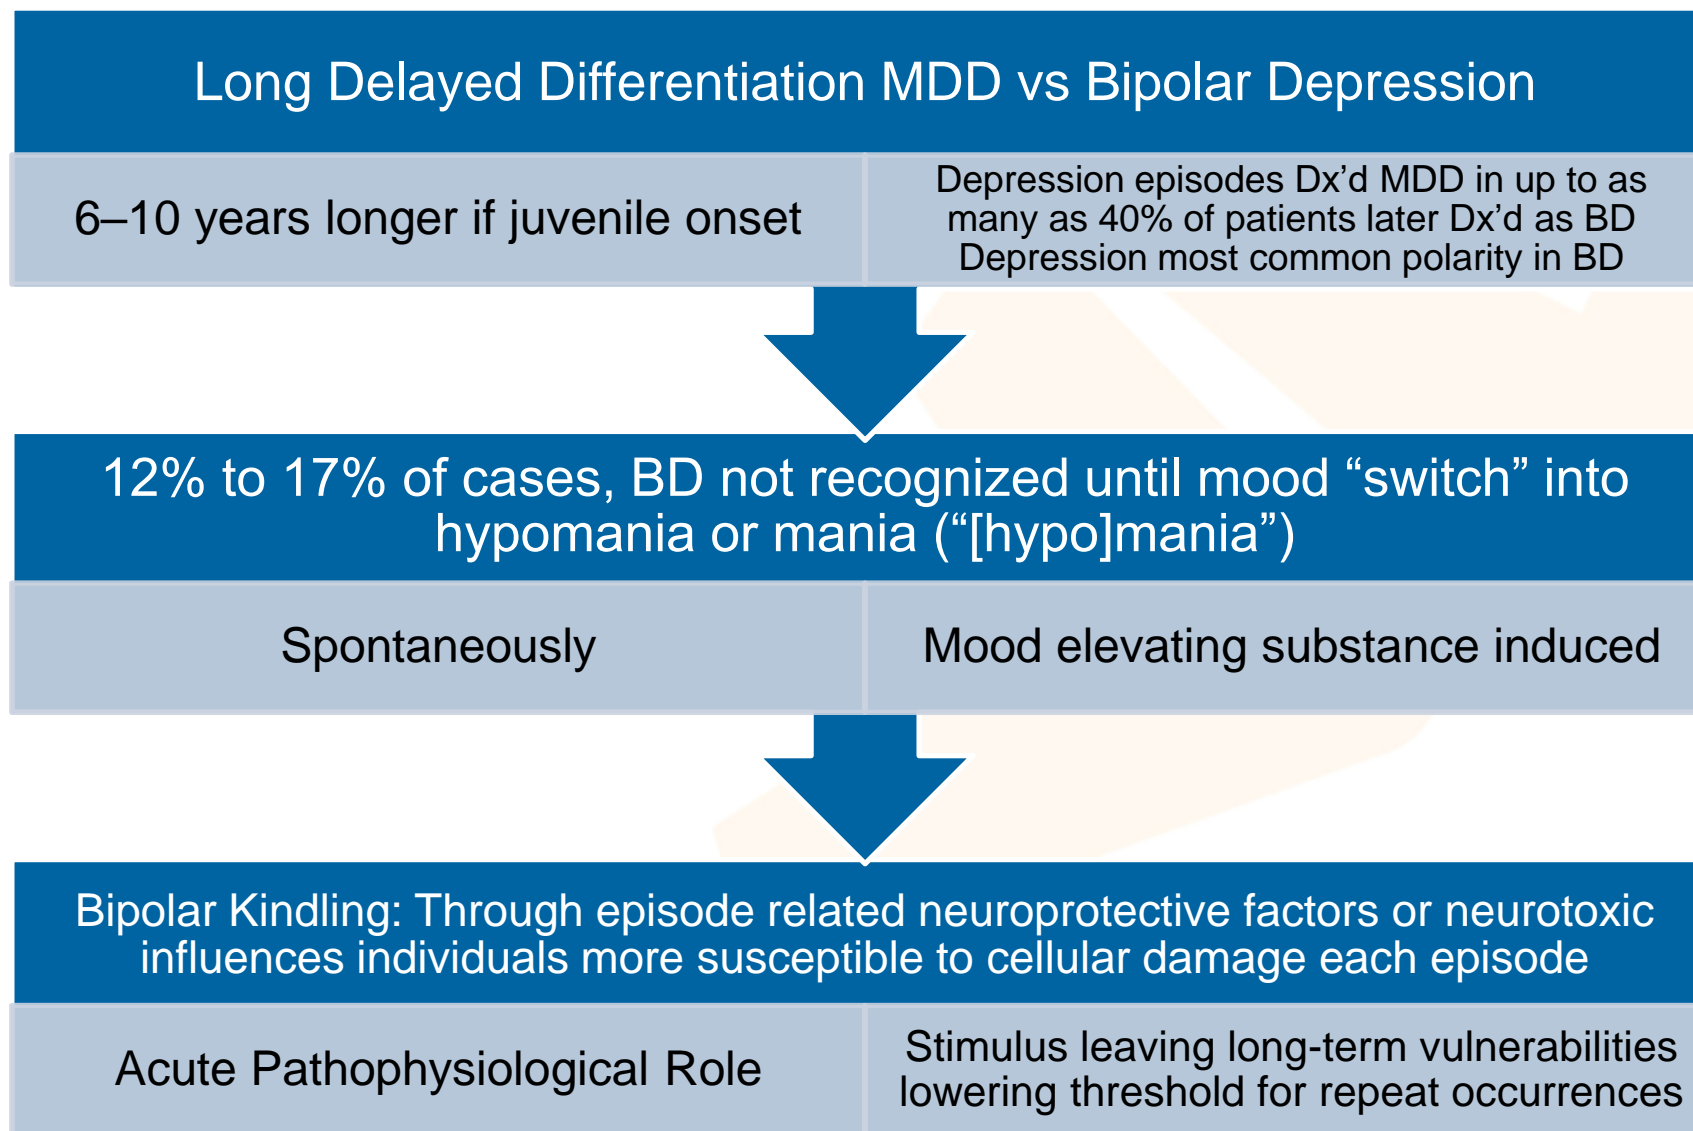 Long Delayed Differentiation MDD vs Bipolar Depression
6–10 years longer if juvenile onset
Depression episodes Dx’d MDD in up to as
many as 40% of patients later Dx’d as BD
Depression most common polarity in BD
12% to 17% of cases, BD not recognized until mood “switch” into
hypomania or mania (“[hypo]mania”)
Spontaneously
Mood elevating substance induced
Bipolar Kindling: Through episode related neuroprotective factors or neurotoxic
influences individuals more susceptible to cellular damage each episode
Acute Pathophysiological Role
Stimulus leaving long-term vulnerabilities
lowering threshold for repeat occurrences